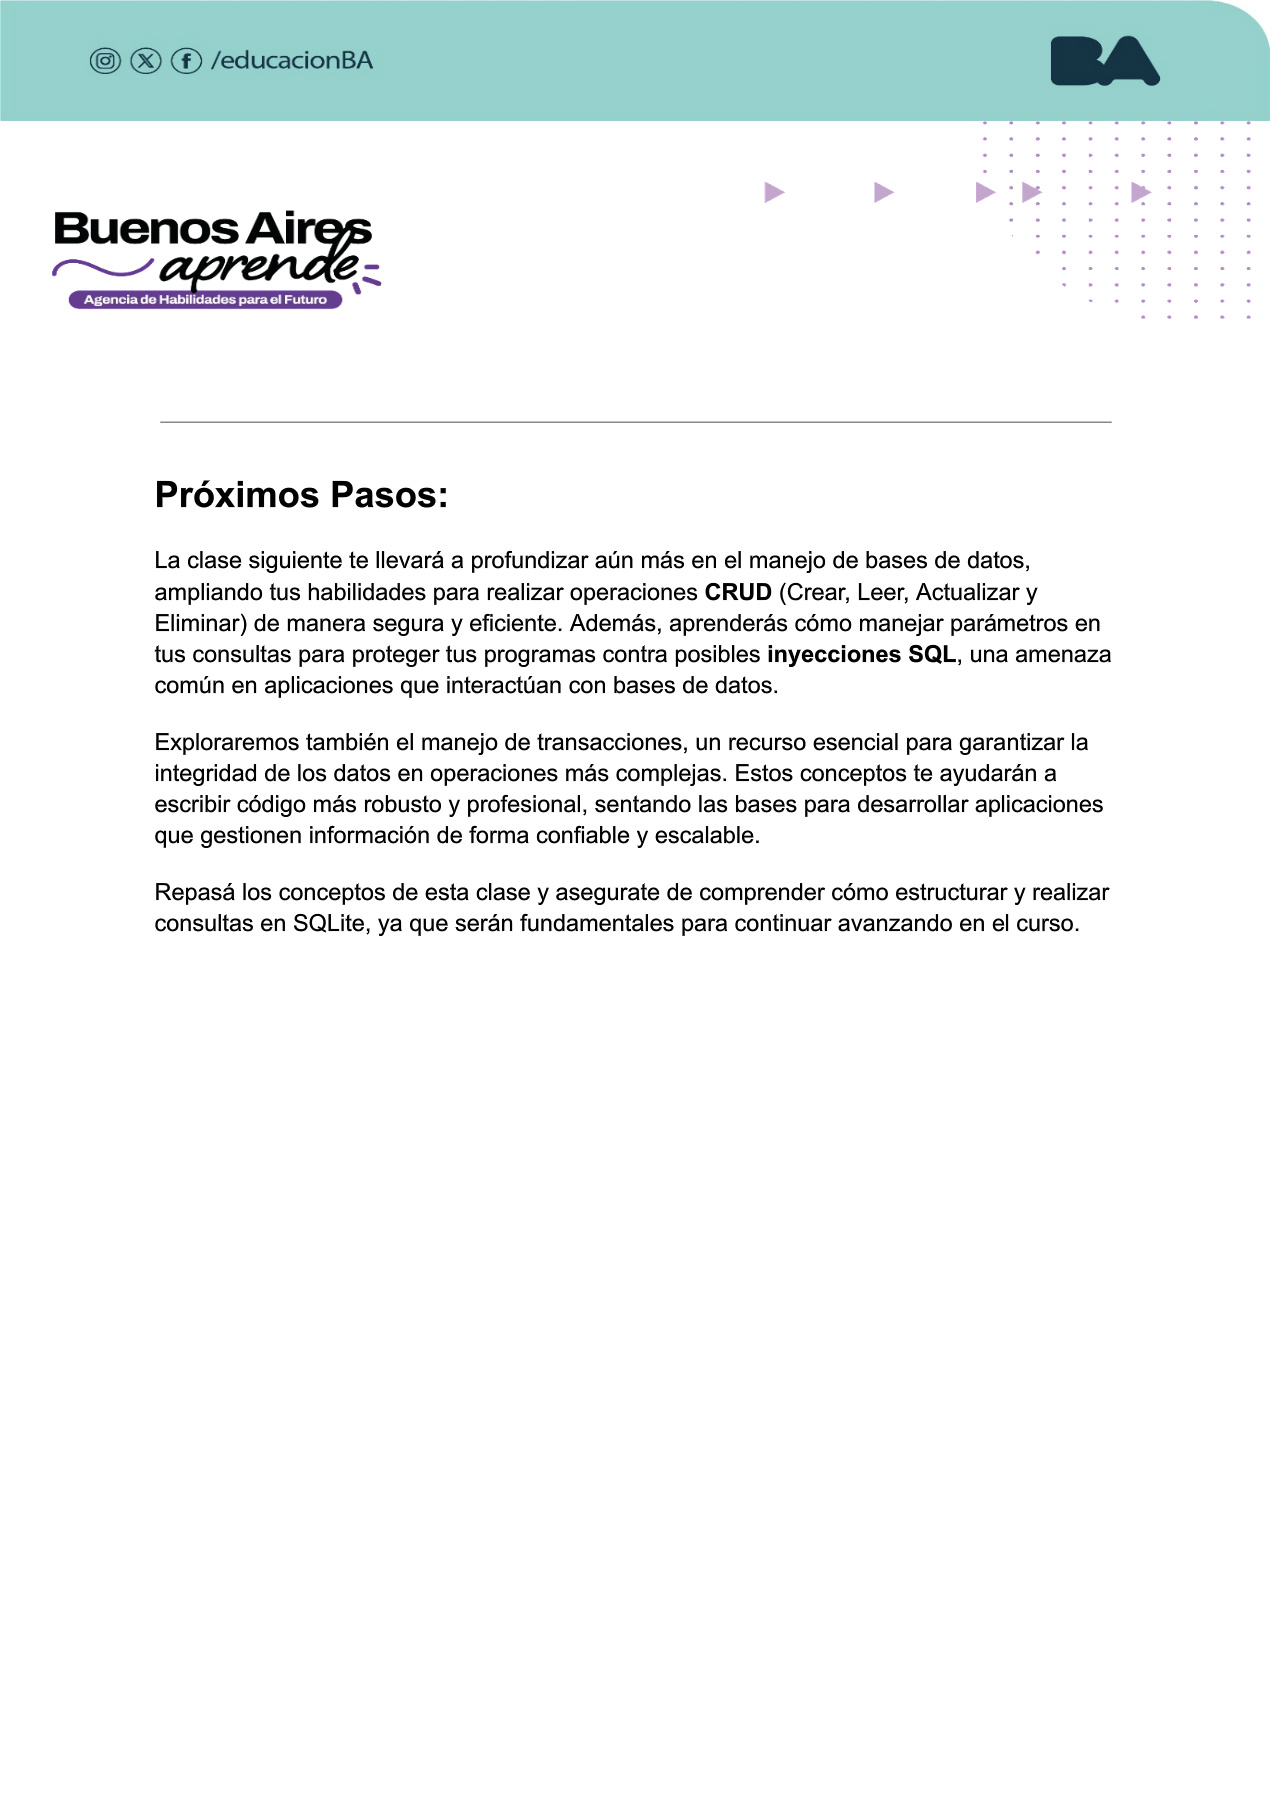 /educacionBA
BA
Buenos Aires
aprende
Agencia de Habilidades para el Futuro
Próximos Pasos:
La clase siguiente te llevará a profundizar aún más en el manejo de bases de datos,
ampliando tus habilidades para realizar operaciones CRUD (Crear, Leer, Actualizar y
Eliminar) de manera segura y eficiente. Además, aprenderás cómo manejar parámetros en
tus consultas para proteger tus programas contra posibles inyecciones SQL, una amenaza
común en aplicaciones que interactúan con bases de datos.
Exploraremos también el manejo de transacciones, un recurso esencial para garantizar la
integridad de los datos en operaciones más complejas. Estos conceptos te ayudarán a
escribir código más robusto y profesional, sentando las bases para desarrollar aplicaciones
que gestionen información de forma confiable y escalable.
Repasá los conceptos de esta clase y asegurate de comprender cómo estructurar y realizar
consultas en SQLite, ya que serán fundamentales para continuar avanzando en el curso.